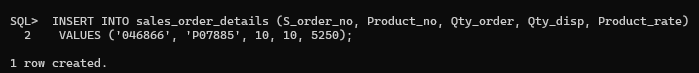 SQL>  INSERT INTO sales_order_details (S_order_no, Product_no, Qty_order, Qty_disp, Product_rate)
  2    VALUES ('046866', 'P07885', 10, 10, 5250);
1 row created.